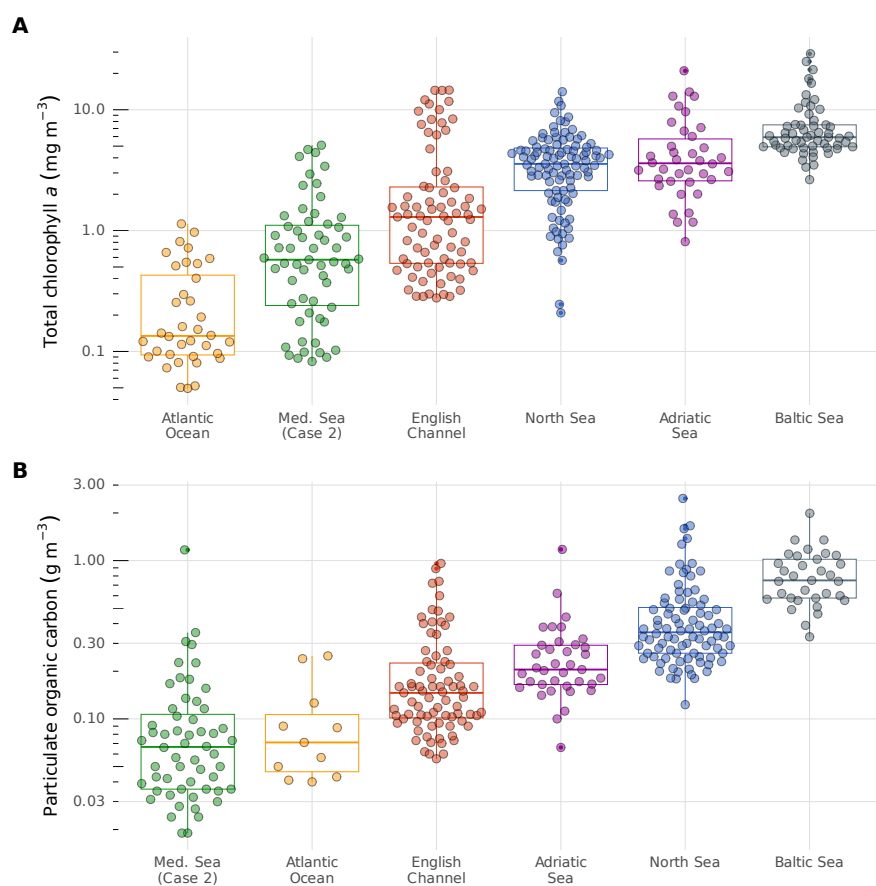 A
Total chlorophyll a (mg m⁻³)
10.0
1.0
0.1
Atlantic
Ocean
Med. Sea
(Case 2)
English
Channel
North Sea
Adriatic
Sea
Baltic Sea
B
Particulate organic carbon (g m⁻³)
3.00
1.00
0.30
0.10
0.03
Med. Sea
(Case 2)
Atlantic
Ocean
English
Channel
Adriatic
Sea
North Sea
Baltic Sea